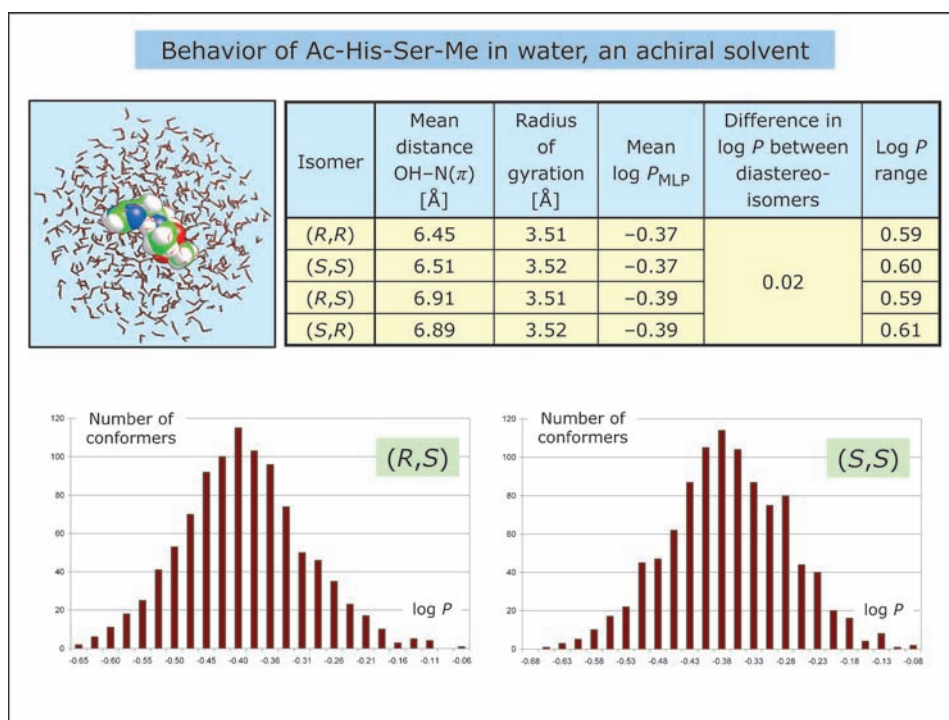 Behavior of Ac-His-Ser-Me in water, an achiral solvent
Isomer
Mean
distance
OH–N(π)
[Å]
Radius
of
gyration
[Å]
Mean
log P_MLP
Difference in
log P between
diastereo-
isomers
Log P
range
(R,R) 6.45 3.51 –0.37 0.59
(S,S) 6.51 3.52 –0.37 0.60
0.02
(R,S) 6.91 3.51 –0.39 0.59
(S,R) 6.89 3.52 –0.39 0.61
Number of
conformers
(R,S)
log P
120
100
80
60
40
20
0
-0.65 -0.60 -0.55 -0.50 -0.45 -0.40 -0.36 -0.31 -0.26 -0.21 -0.16 -0.11 -0.06
Number of
conformers
(S,S)
log P
120
100
80
60
40
20
0
-0.68 -0.63 -0.58 -0.53 -0.48 -0.43 -0.38 -0.33 -0.28 -0.23 -0.18 -0.13 -0.08